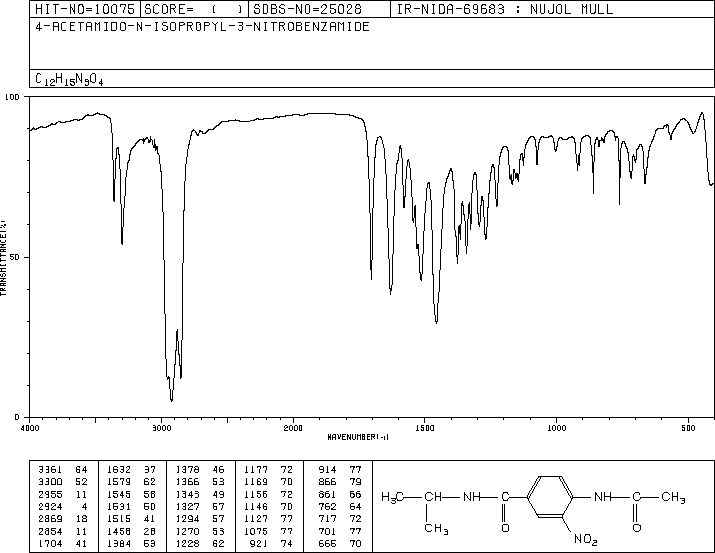 HIT-NO=10075 SCORE= ( ) SDBS-NO=25028 IR-NIDA-69683 : NUJOL MULL
4-ACETAMIDO-N-ISOPROPYL-3-NITROBENZAMIDE
C12H15N3O4
100
50
0
TRANSMITTANCE(%)
4000 3000 2000 1500 1000 500
WAVENUMBER(-1)
3361 64 1632 37 1378 46 1177 72 914 77
3300 52 1579 62 1366 53 1169 70 866 79
2955 11 1545 58 1343 49 1156 72 861 66
2924 4 1531 50 1327 57 1146 70 762 64
2869 18 1515 41 1294 57 1127 77 717 72
2854 11 1458 28 1270 53 1075 77 701 77
1704 41 1384 53 1228 62 921 74 665 70
H3C CH NH C NH C CH3
CH3 O NO2 O